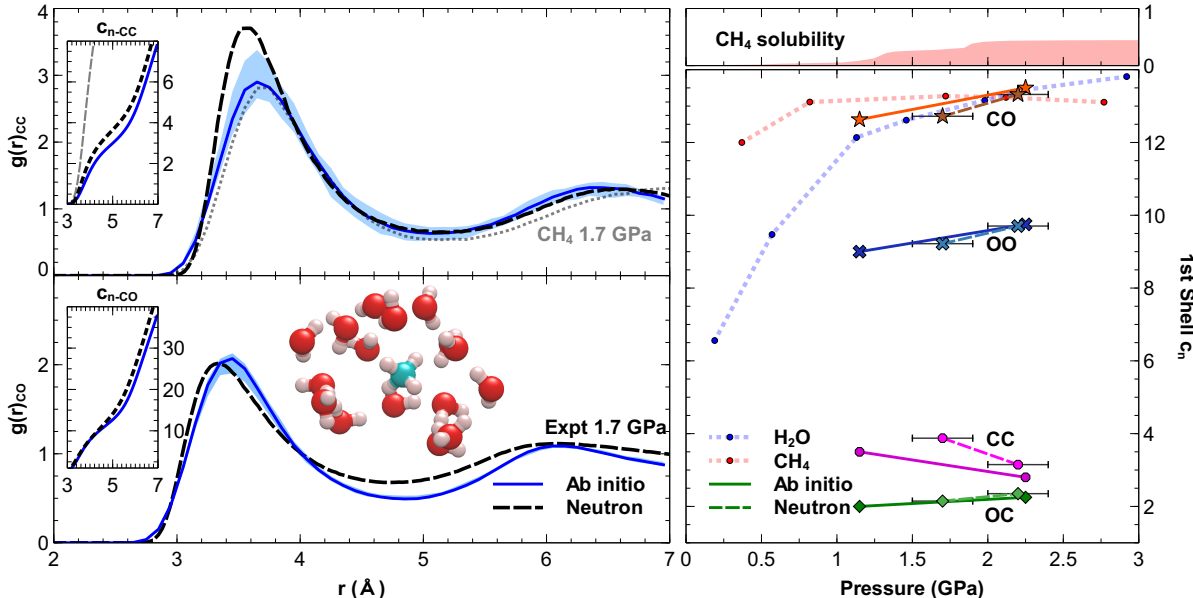 4
3
2
1
0
g(r)CC
cn-CC
6
4
2
3 5 7
CH4 1.7 GPa
2
1
0
g(r)CO
cn-CO
30
20
10
3 5 7
Expt 1.7 GPa
Ab initio
Neutron
2 3 4 5 6 7
r (Å)
CH4 solubility
1
0
CO
OO
CC
OC
H2O
CH4
Ab initio
Neutron
12
10
8
6
4
2
1st Shell cn
0 0.5 1 1.5 2 2.5 3
Pressure (GPa)